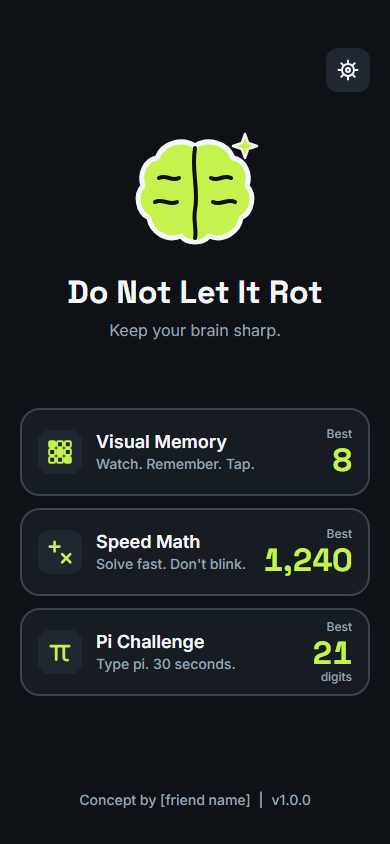 Do Not Let It Rot
Keep your brain sharp.
Visual Memory
Watch. Remember. Tap.
Best
8
Speed Math
Solve fast. Don't blink.
Best
1,240
Pi Challenge
Type pi. 30 seconds.
Best
21
digits
Concept by [friend name] | v1.0.0